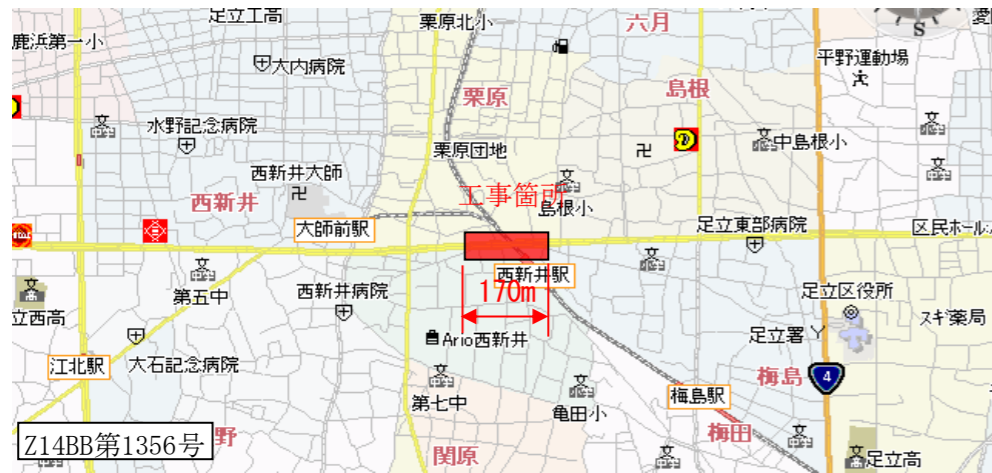 足立工高
栗原北小
六月
愛
S
鹿浜第一小
大内病院
平野運動場
栗原
島根
水野記念病院
栗原団地
中島根小
西新井大師
工事箇所
西新井
島根小
大師前駅
足立東部病院
区民ホール
西新井駅
170m
第五中
西新井病院
足立区役所
立西高
スギ薬局
足立署
Ario西新井
江北駅
大石記念病院
梅島
4
梅島駅
第七中
亀田小
梅田
Z14BB第1356号
野
関原
足立高